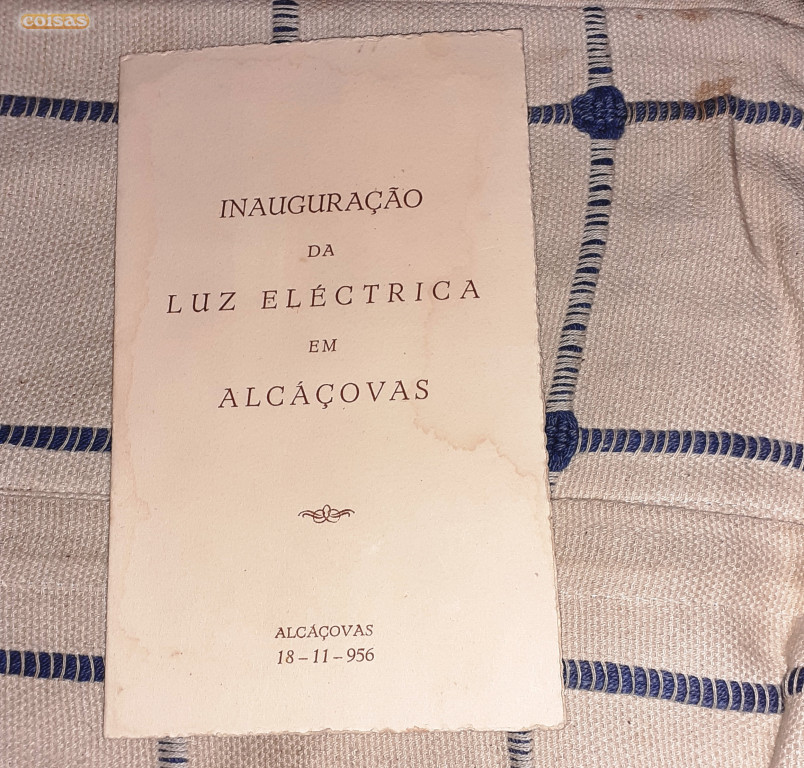 coisas
INAUGURAÇÃO
DA
LUZ ELÉCTRICA
EM
ALCÁÇOVAS
ALCÁÇOVAS
18-11-956